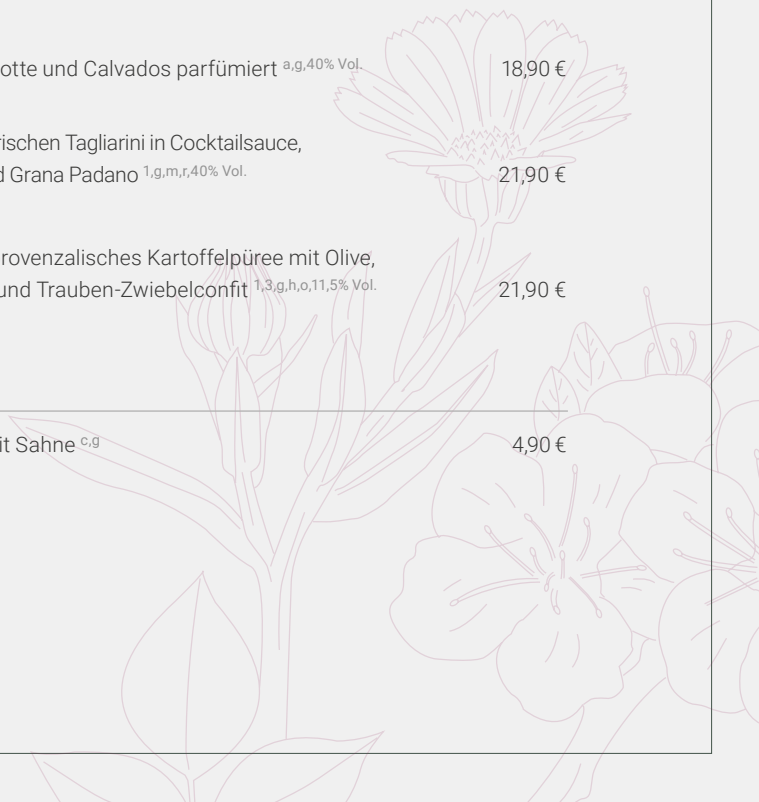 otte und Calvados parfümiert a,g,40% Vol. 18,90 €
rischen Tagliarini in Cocktailsauce,
d Grana Padano 1,g,m,r,40% Vol. 21,90 €
rovenzalisches Kartoffelpüree mit Olive,
und Trauben-Zwiebelconfit 1,3,g,h,o,11,5% Vol. 21,90 €
it Sahne c,g 4,90 €